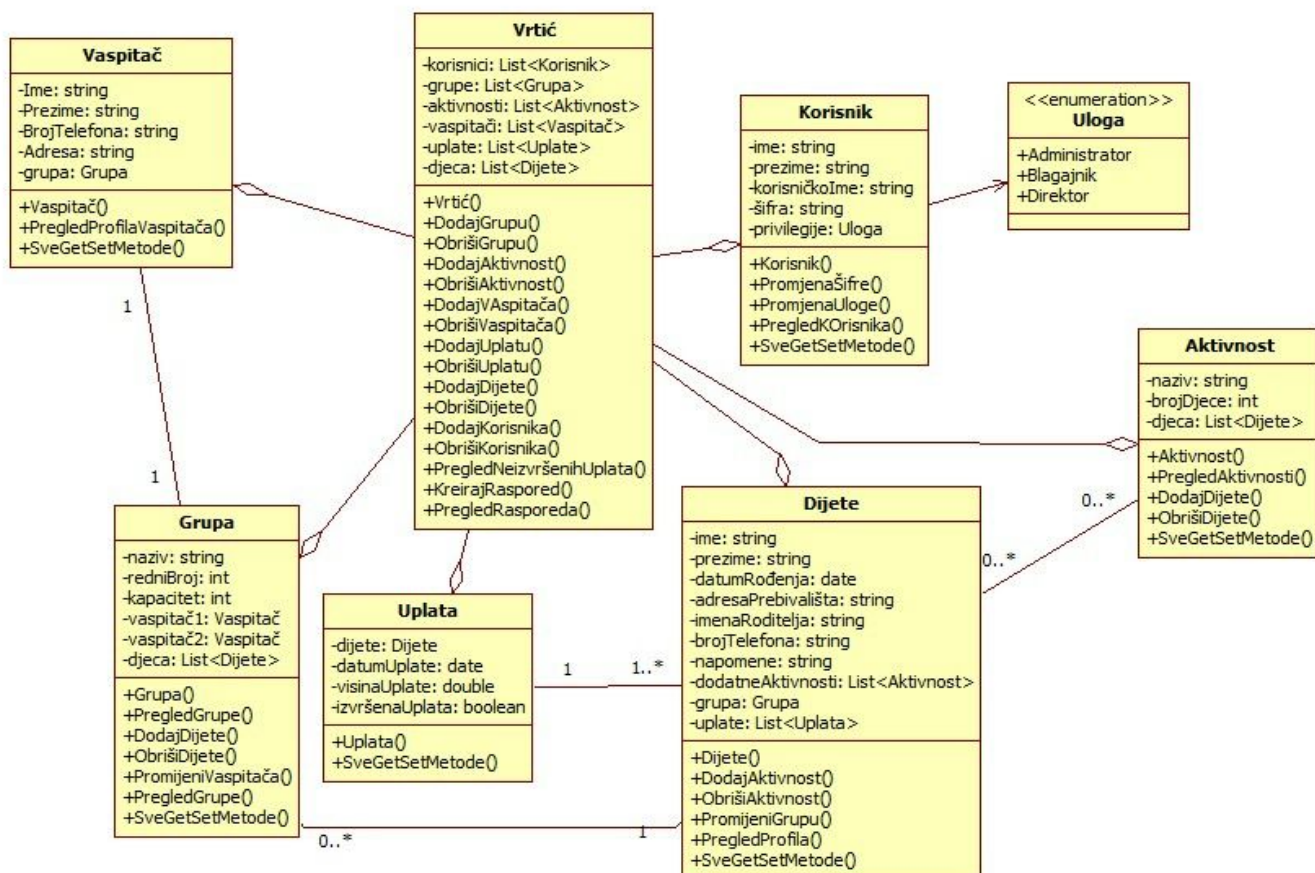 Vaspitač
-Ime: string
-Prezime: string
-BrojTelefona: string
-Adresa: string
-grupa: Grupa
+Vaspitač()
+PregledProfilaVaspitača()
+SveGetSetMetode()
Vrtić
-korisnici: List<Korisnik>
-grupe: List<Grupa>
-aktivnosti: List<Aktivnost>
-vaspitači: List<Vaspitač>
-uplate: List<Uplate>
-djeca: List<Dijete>
+Vrtić()
+DodajGrupu()
+ObrišiGrupu()
+DodajAktivnost()
+ObrišiAktivnost()
+DodajVAspitača()
+ObrišiVaspitača()
+DodajUplatu()
+ObrišiUplatu()
+DodajDijete()
+ObrišiDijete()
+DodajKorisnika()
+ObrišiKorisnika()
+PregledNeizvršenihUplata()
+KreirajRaspored()
+PregledRasporeda()
Korisnik
-ime: string
-prezime: string
-korisničkoIme: string
-šifra: string
-privilegije: Uloga
+Korisnik()
+PromjenaŠifre()
+PromjenaUloge()
+PregledKOrisnika()
+SveGetSetMetode()
<<enumeration>>
Uloga
+Administrator
+Blagajnik
+Direktor
Aktivnost
-naziv: string
-brojDjece: int
-djeca: List<Dijete>
+Aktivnost()
+PregledAktivnosti()
+DodajDijete()
+ObrišiDijete()
+SveGetSetMetode()
1
1
Grupa
-naziv: string
-redniBroj: int
-kapacitet: int
-vaspitač1: Vaspitač
-vaspitač2: Vaspitač
-djeca: List<Dijete>
+Grupa()
+PregledGrupe()
+DodajDijete()
+ObrišiDijete()
+PromijeniVaspitača()
+PregledGrupe()
+SveGetSetMetode()
Uplata
-dijete: Dijete
-datumUplate: date
-visinaUplate: double
-izvršenaUplata: boolean
+Uplata()
+SveGetSetMetode()
1
1..*
Dijete
-ime: string
-prezime: string
-datumRođenja: date
-adresaPrebivališta: string
-imenaRoditelja: string
-brojTelefona: string
-napomene: string
-dodatneAktivnosti: List<Aktivnost>
-grupa: Grupa
-uplate: List<Uplata>
+Dijete()
+DodajAktivnost()
+ObrišiAktivnost()
+PromijeniGrupu()
+PregledProfila()
+SveGetSetMetode()
0..*
0..*
0..*
1